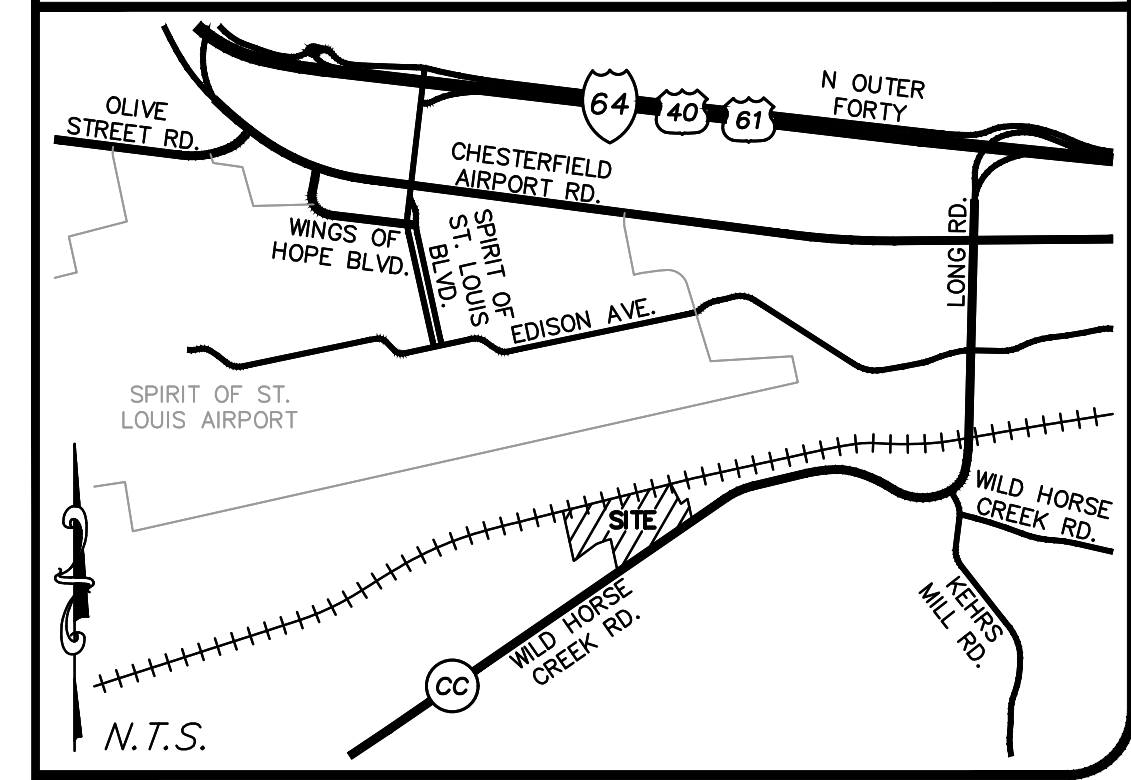 N OUTER
FORTY
64
40
61
OLIVE
STREET RD.
CHESTERFIELD
AIRPORT RD.
LONG RD.
WINGS OF
HOPE BLVD.
SPIRIT OF
ST. LOUIS
BLVD.
EDISON AVE.
SPIRIT OF ST.
LOUIS AIRPORT
WILD HORSE
CREEK RD.
SITE
KEHRS
MILL RD.
WILD HORSE
CREEK RD.
CC
N.T.S.